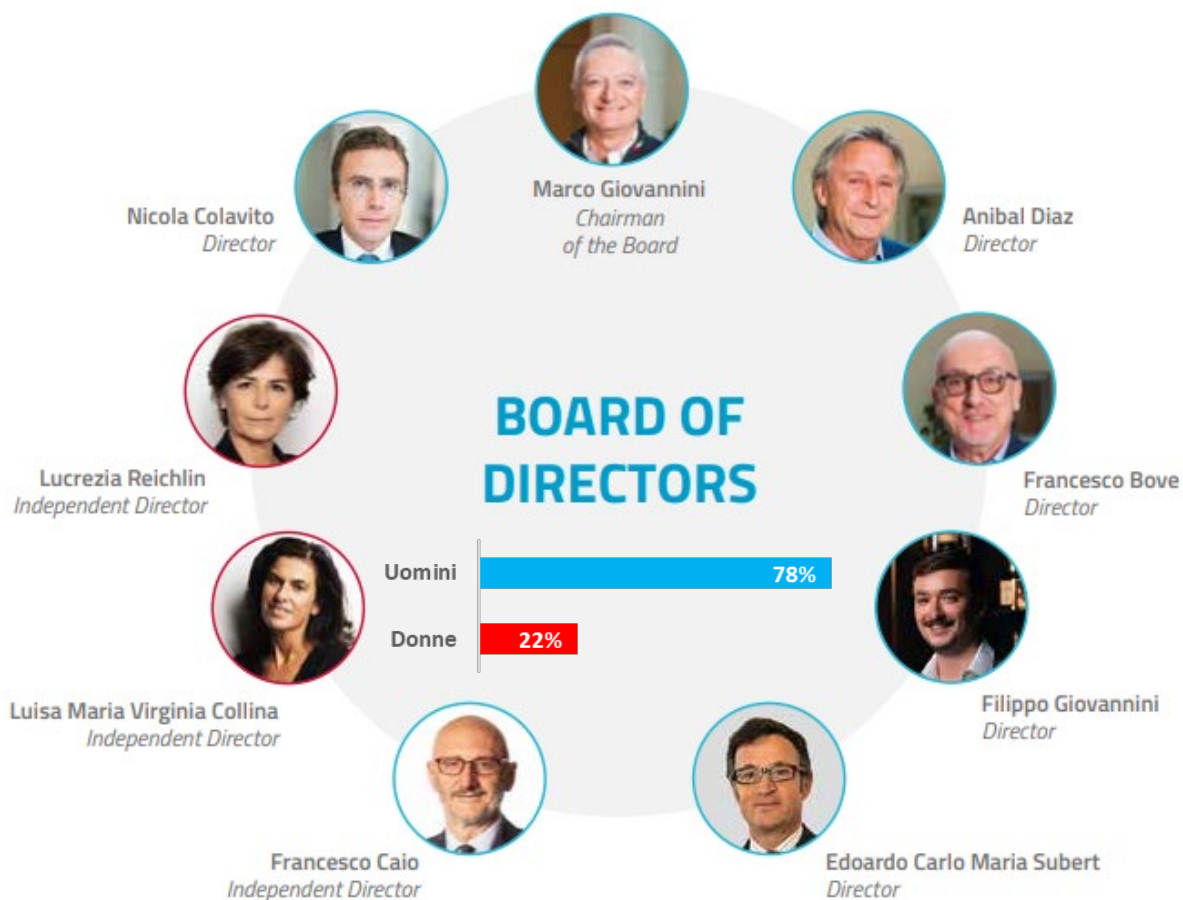 Marco Giovannini
Chairman
of the Board
Nicola Colavito
Director
Anibal Diaz
Director
Lucrezia Reichlin
Independent Director
BOARD OF
DIRECTORS
Francesco Bove
Director
Uomini
78%
Donne
22%
Luisa Maria Virginia Collina
Independent Director
Filippo Giovannini
Director
Francesco Caio
Independent Director
Edoardo Carlo Maria Subert
Director